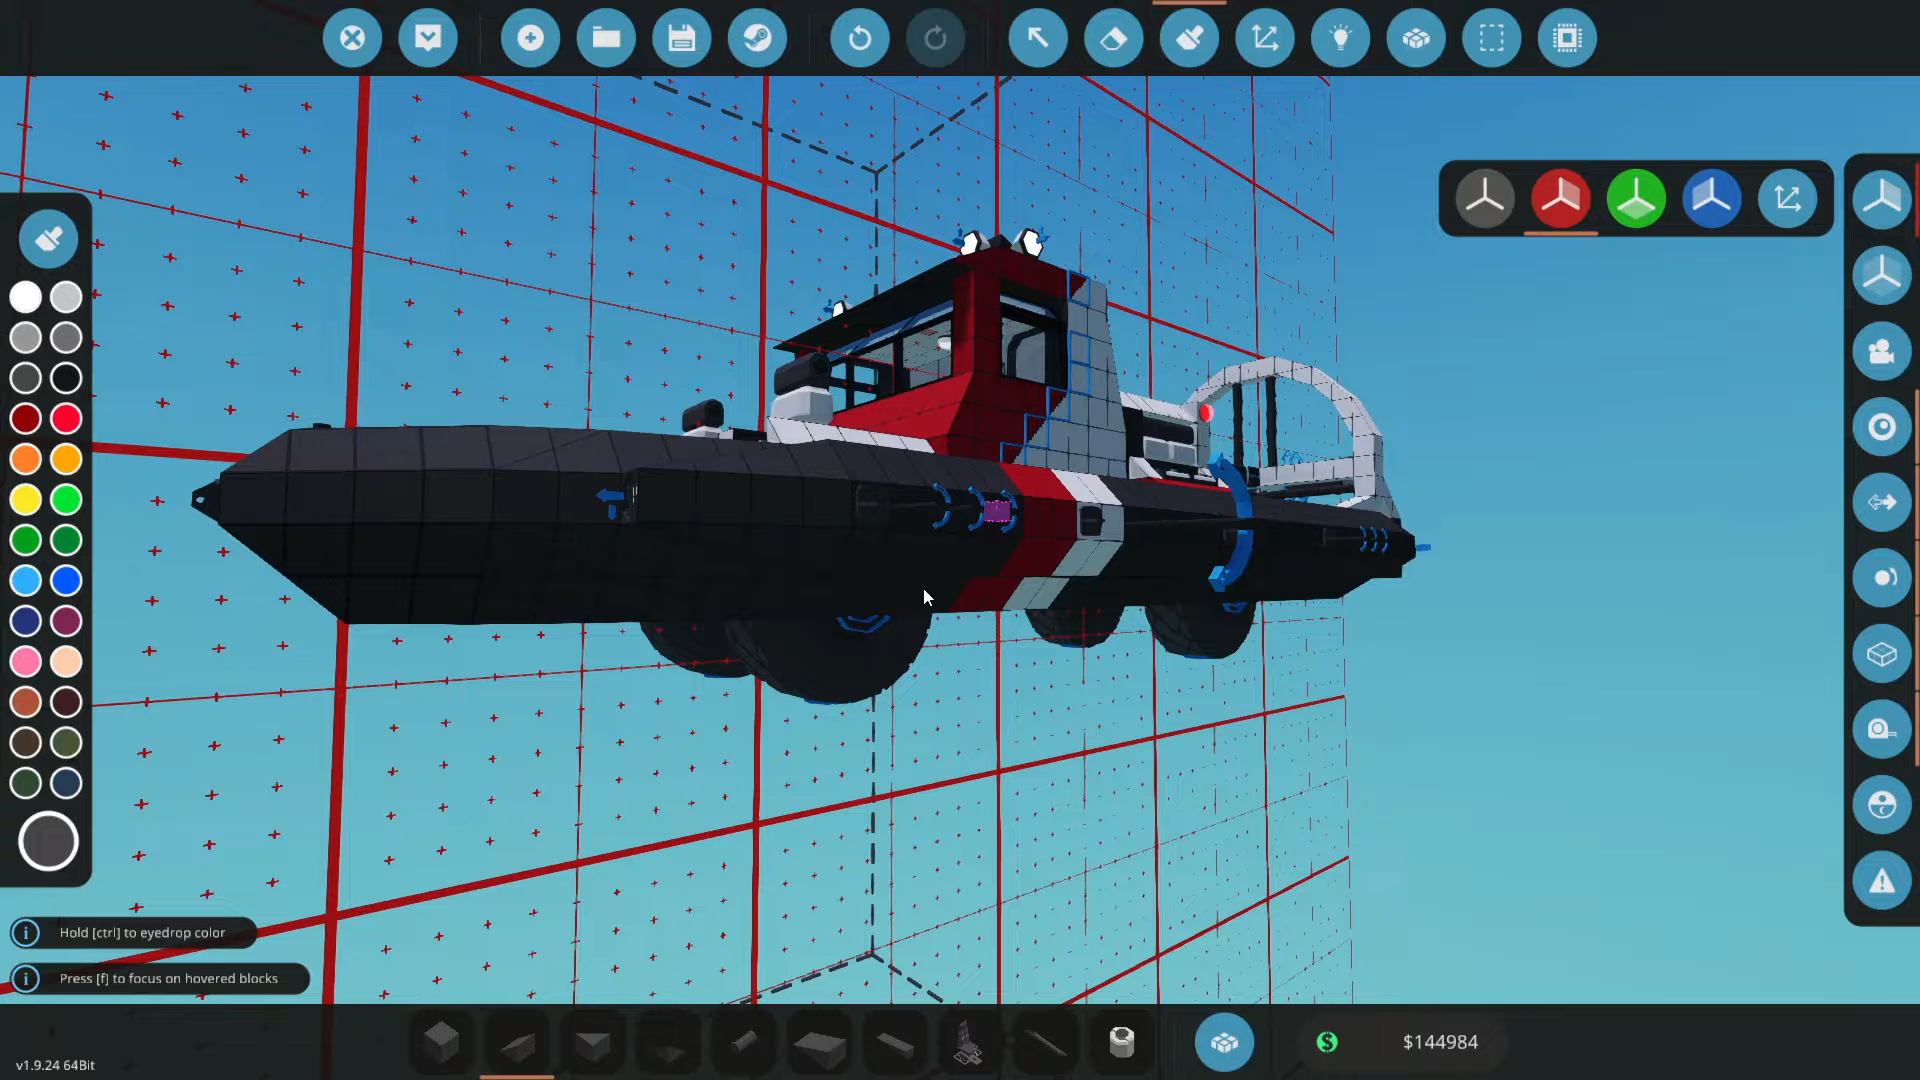 Hold [ctrl] to eyedrop color
Press [f] to focus on hovered blocks
v1.9.24 64Bit
$144984